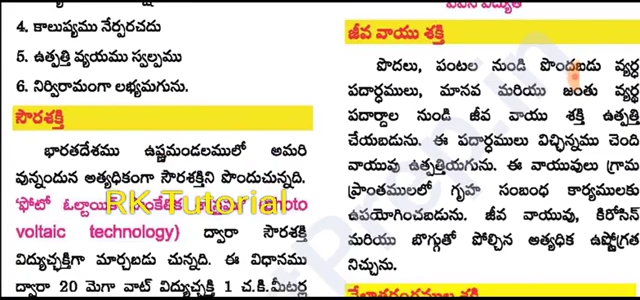 4. కాలుష్యము నేర్పరచదు
5. ఉత్పత్తి వ్యయము స్వల్పము
6. నిర్విరామంగా లభ్యమగును.
సౌరశక్తి
భారతదేశము ఉష్ణమండలములో అమరి
వున్నందున అత్యధికంగా సౌరశక్తిని పొందుచున్నది.
'ఫోటో
RK Tutorial
voltaic technology) ద్వారా సౌరశక్తి
విద్యుచ్ఛక్తిగా మార్చబడు చున్నది. ఈ విధానము
ద్వారా 20 మెగా వాట్ విద్యుచ్ఛక్తి 1 చ.కి.మీటర్ల
జీవ వాయు శక్తి
పొదలు, పంటల నుండి పొందబడు వ్యర్ధ
పదార్థములు, మానవ మరియు జంతు వ్యర్థ
పదార్దాల నుండి జీవ వాయు శక్తి ఉత్పత్తి
చేయబడును. ఈ పదార్థములు విచ్ఛిన్నము చెంది
వాయువు ఉత్పత్తియగును. ఈ వాయువులు గ్రామ
ప్రాంతములలో గృహ సంబంధ కార్యములకు
ఉపయోగించబడును. జీవ వాయువు, కిరోసిన్
మరియు బొగ్గుతో పోల్చిన అత్యధిక ఉష్ణోగ్రత
నిచ్చును.